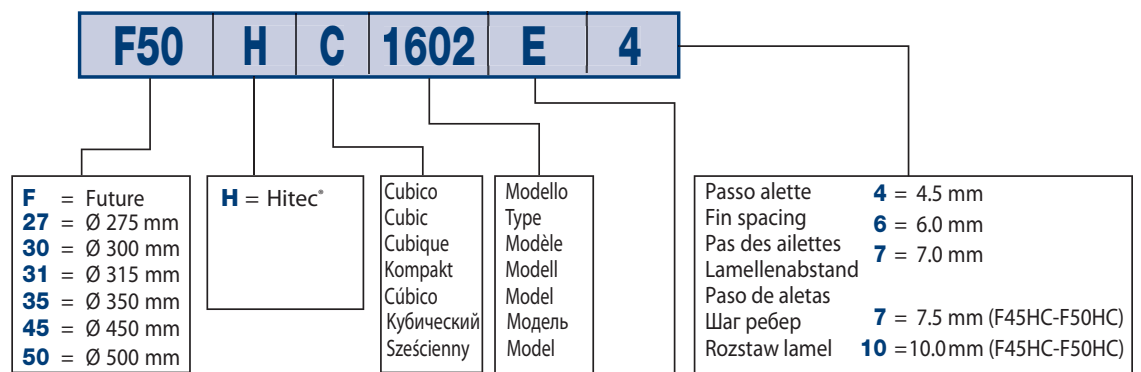 F50 H C 1602 E 4
F = Future
27 = Ø 275 mm
30 = Ø 300 mm
31 = Ø 315 mm
35 = Ø 350 mm
45 = Ø 450 mm
50 = Ø 500 mm
H = Hitec®
Cubico
Cubic
Cubique
Kompakt
Cúbico
Кубический
Sześcienny
Modello
Type
Modèle
Modell
Model
Модель
Model
Passo alette
Fin spacing
Pas des ailettes
Lamellenabstand
Paso de aletas
Шаг ребер
Rozstaw lamel
4 = 4.5 mm
6 = 6.0 mm
7 = 7.0 mm
7 = 7.5 mm (F45HC-F50HC)
10 =10.0 mm (F45HC-F50HC)